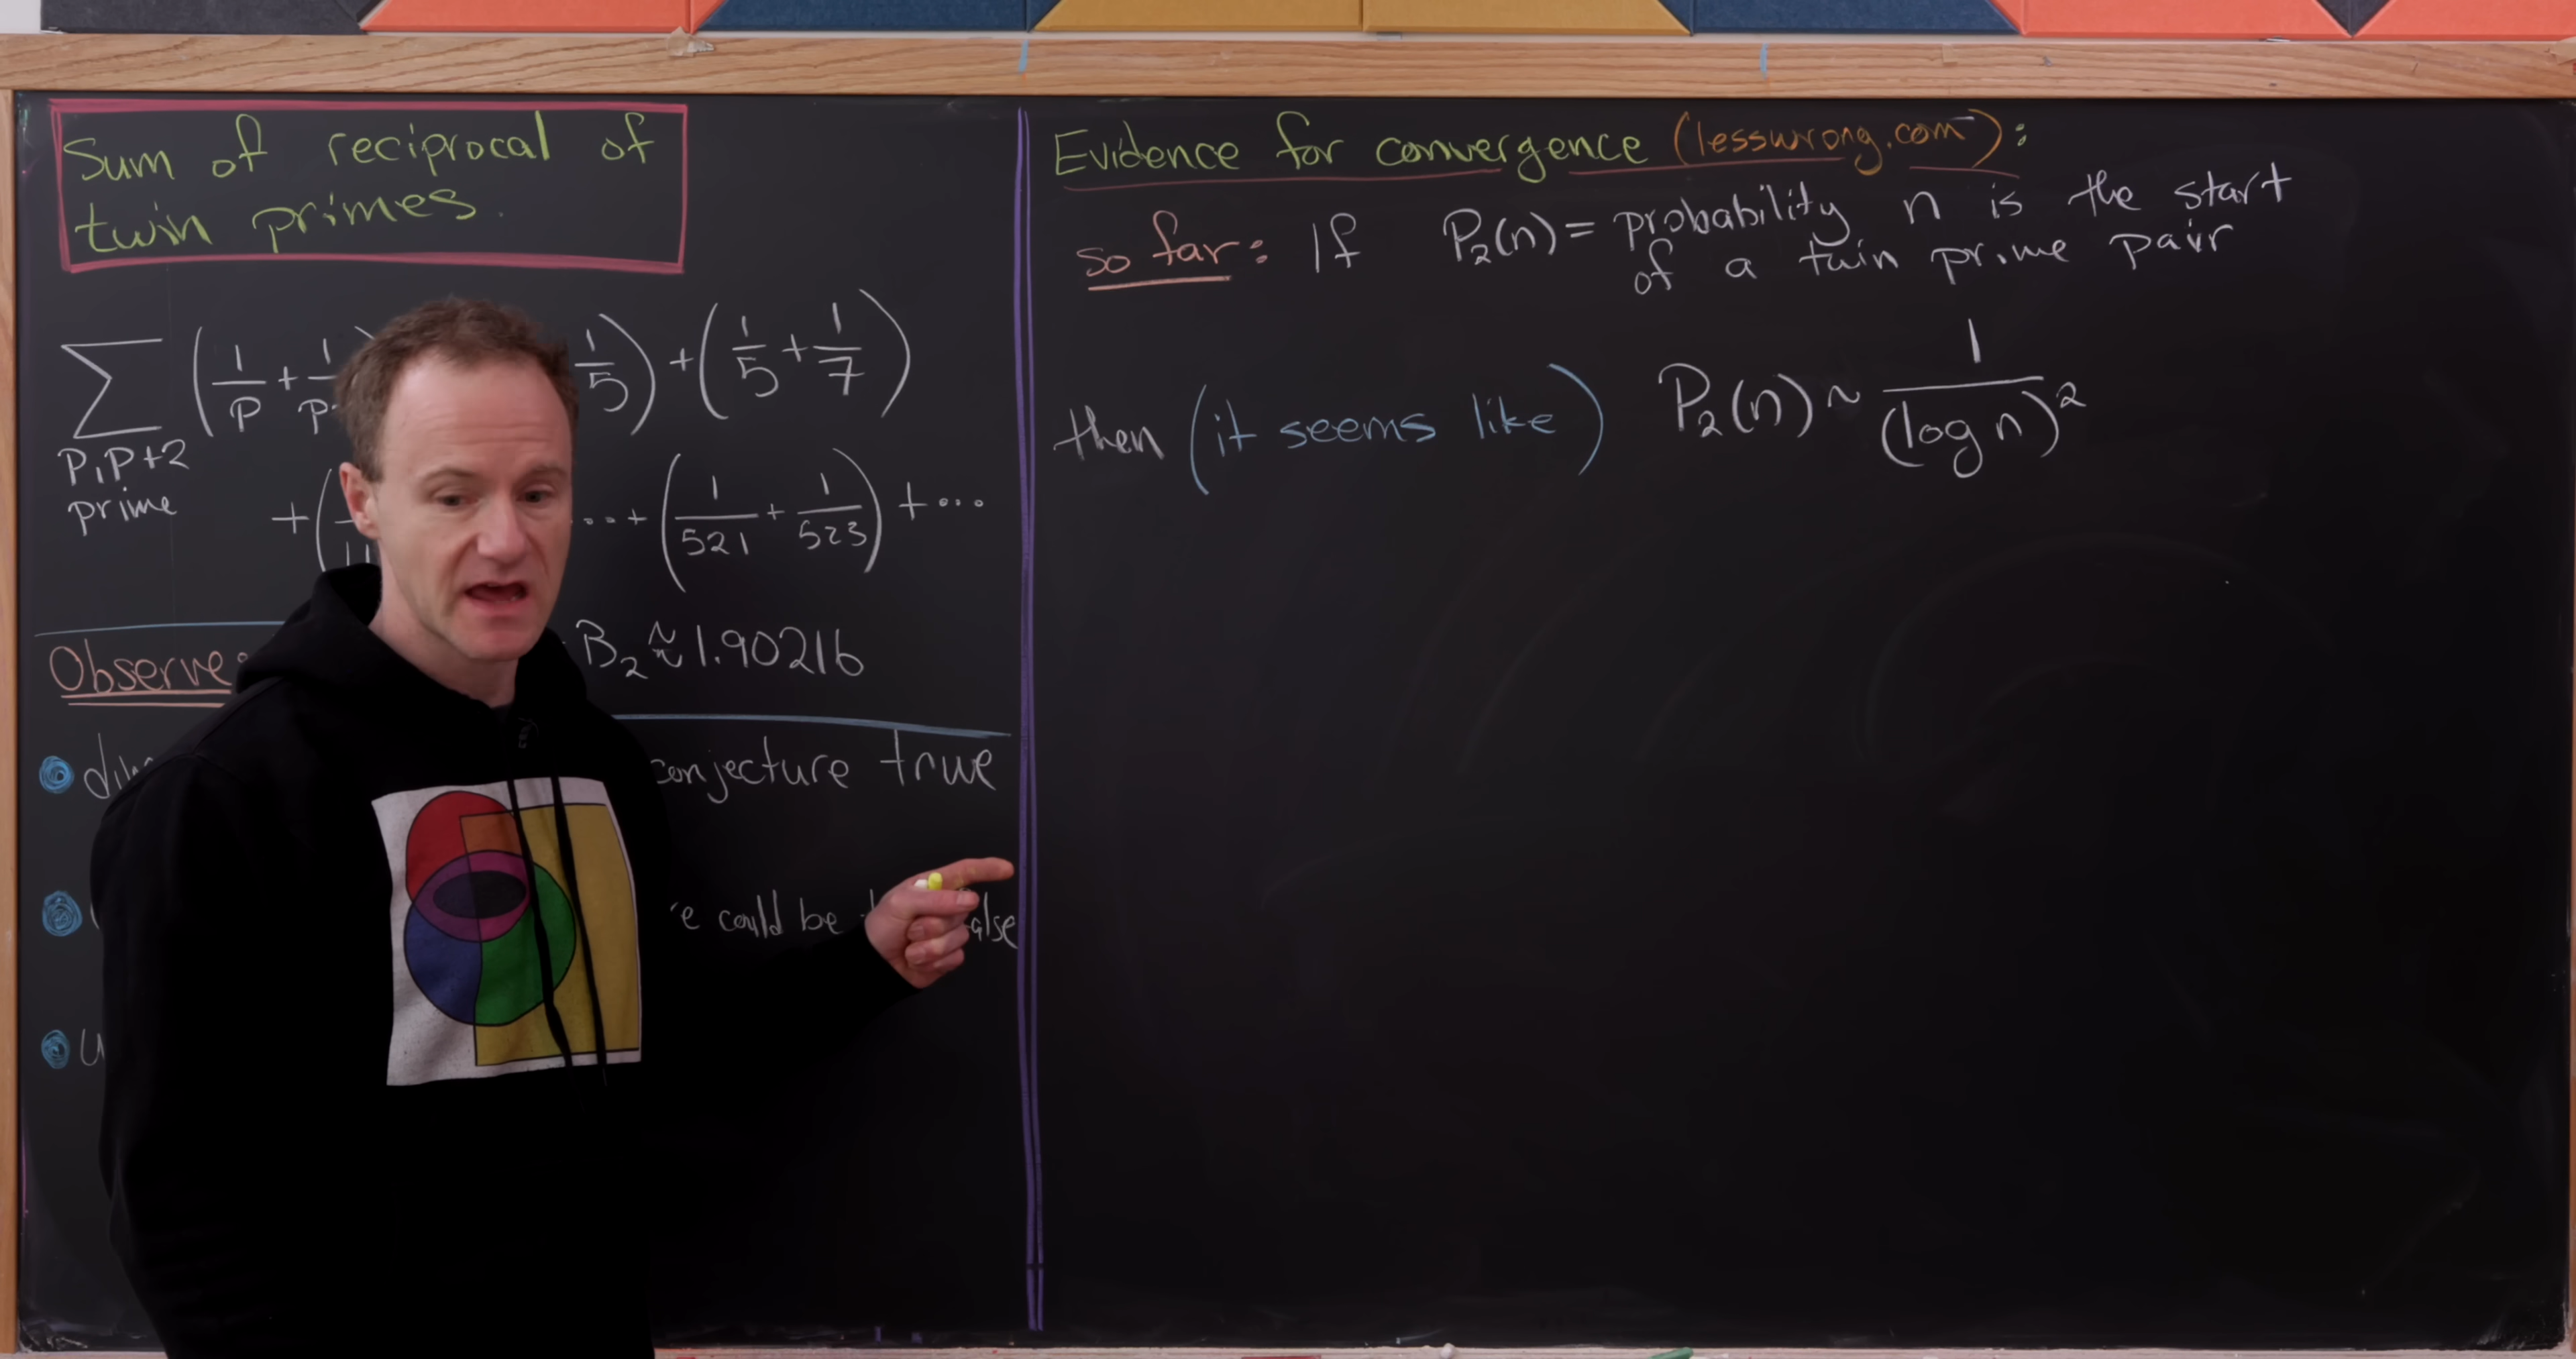 Sum of reciprocal of
twin primes.
∑ (1/p + 1/p 1/5) + (1/5 + 1/7)
p,p+2
prime
+ ( ⋯ + (1/521 + 1/523) + ⋯
Observe: B₂ ≈ 1.90216
conjecture true
could be
Evidence for convergence (lesswrong.com):
so far: If P₂(n) = probability n is the start
of a twin prime pair
then (it seems like) P₂(n) ~ 1/(log n)²